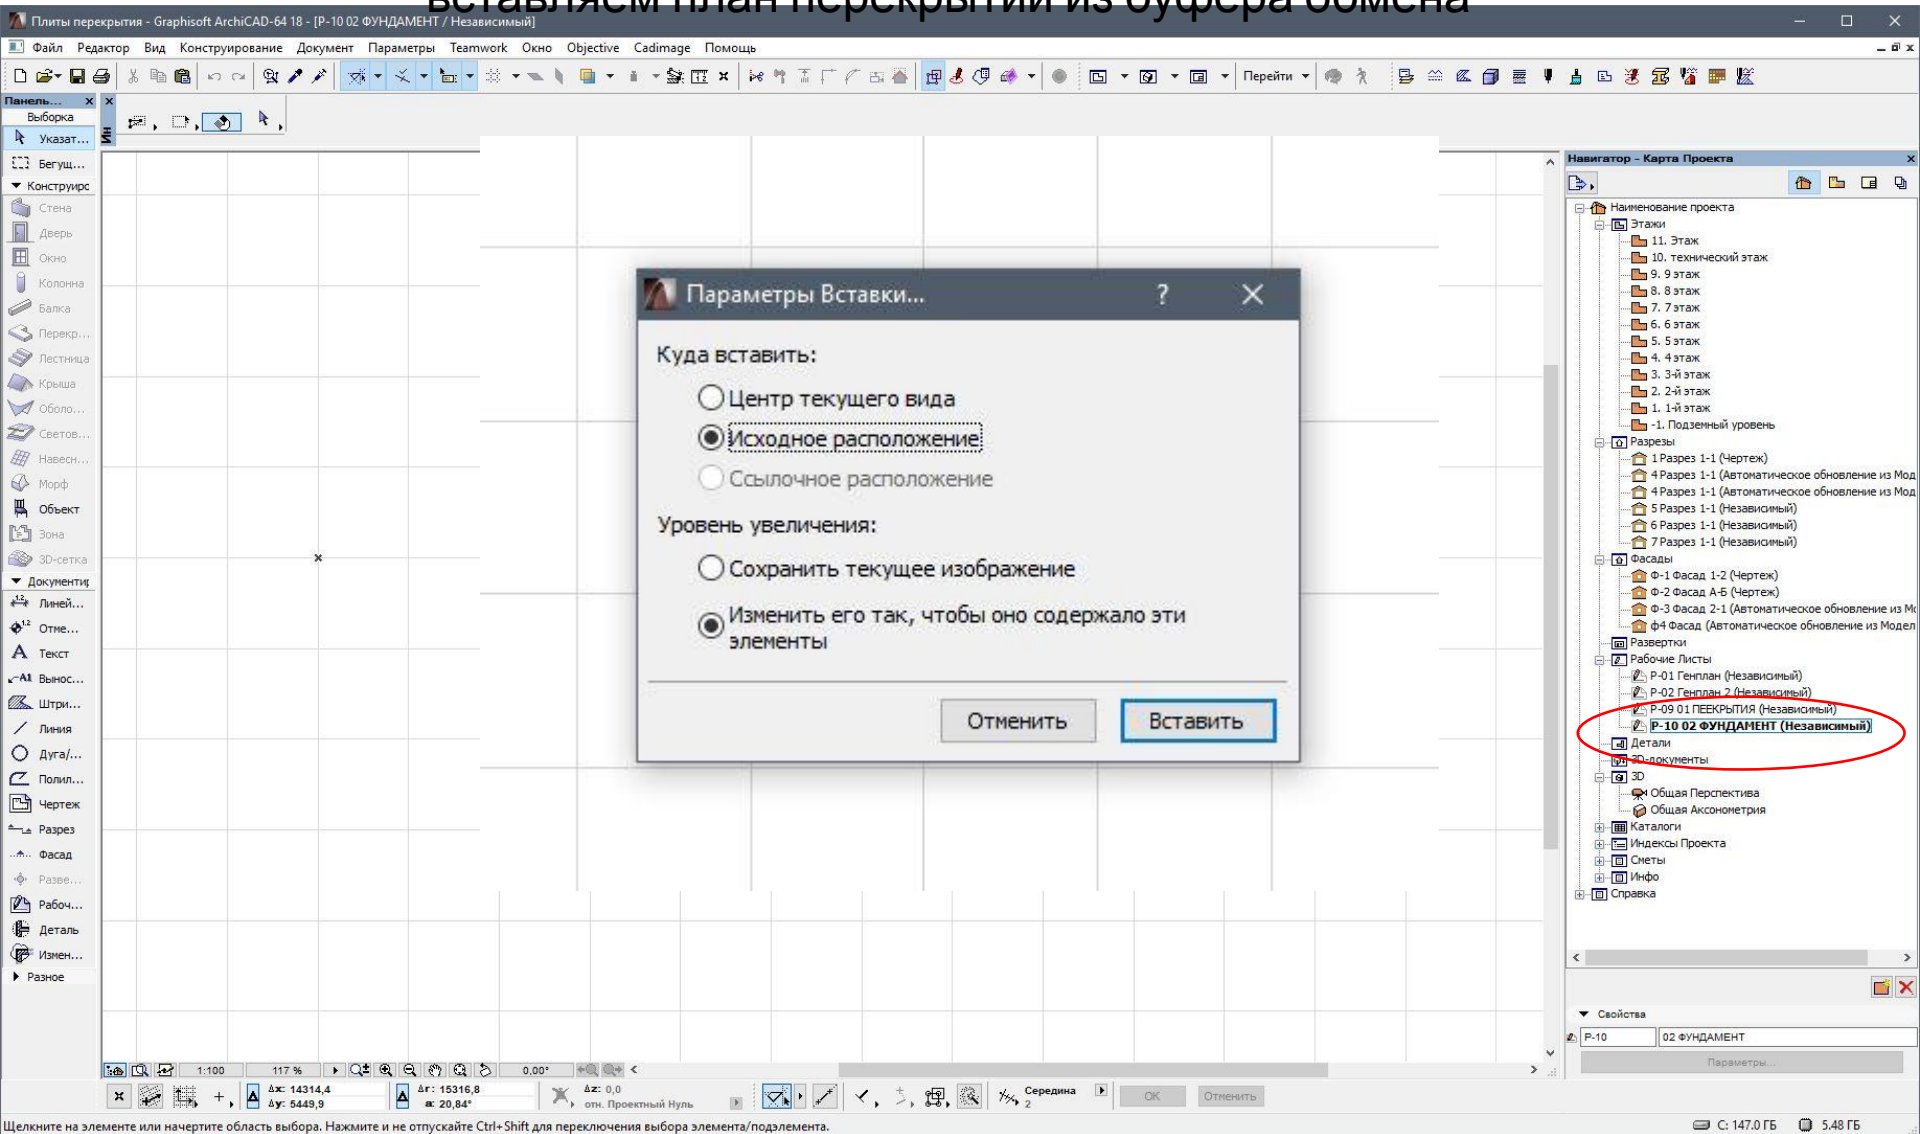 вставляем план перекрытий из буфера обмена
Плиты перекрытия - Graphisoft ArchiCAD-64 18 - [Р-10 02 ФУНДАМЕНТ / Независимый]
Файл Редактор Вид Конструирование Документ Параметры Teamwork Окно Objective Cadimage Помощь
Перейти
Панель...
Выборка
Указат...
Бегущ...
Конструирс
Стена
Дверь
Окно
Колонна
Балка
Перекр...
Лестница
Крыша
Оболо...
Светов...
Навесн...
Морф
Объект
Зона
3D-сетка
Документир
Линей...
Отме...
Текст
Вынос...
Штри...
Линия
Дуга/...
Полил...
Чертеж
Разрез
Фасад
Разве...
Рабоч...
Деталь
Измен...
Разное
Параметры Вставки...
Куда вставить:
Центр текущего вида
Исходное расположение
Ссылочное расположение
Уровень увеличения:
Сохранить текущее изображение
Изменить его так, чтобы оно содержало эти
элементы
Отменить Вставить
Навигатор - Карта Проекта
Наименование проекта
Этажи
11. Этаж
10. технический этаж
9. 9 этаж
8. 8 этаж
7. 7 этаж
6. 6 этаж
5. 5 этаж
4. 4 этаж
3. 3-й этаж
2. 2-й этаж
1. 1-й этаж
-1. Подземный уровень
Разрезы
1 Разрез 1-1 (Чертеж)
4 Разрез 1-1 (Автоматическое обновление из Мод
4 Разрез 1-1 (Автоматическое обновление из Мод
5 Разрез 1-1 (Независимый)
6 Разрез 1-1 (Независимый)
7 Разрез 1-1 (Независимый)
Фасады
Ф-1 Фасад 1-2 (Чертеж)
Ф-2 Фасад А-Б (Чертеж)
Ф-3 Фасад 2-1 (Автоматическое обновление из Мо
ф4 Фасад (Автоматическое обновление из Модел
Развертки
Рабочие Листы
Р-01 Генплан (Независимый)
Р-02 Генплан 2 (Независимый)
Р-09 01 ПЕЕКРЫТИЯ (Независимый)
Р-10 02 ФУНДАМЕНТ (Независимый)
Детали
3D-документы
3D
Общая Перспектива
Общая Аксонометрия
Каталоги
Индексы Проекта
Сметы
Инфо
Справка
Свойства
Р-10 02 ФУНДАМЕНТ
Параметры...
1:100 117 % 0,00°
Δx: 14314,4 Δr: 15316,8 Δz: 0,0
Δy: 5449,9 α: 20,84° отн. Проектный Нуль
Середина
2
OK Отменить
Щелкните на элементе или начертите область выбора. Нажмите и не отпускайте Ctrl+Shift для переключения выбора элемента/подэлемента.
C: 147.0 ГБ 5.48 ГБ